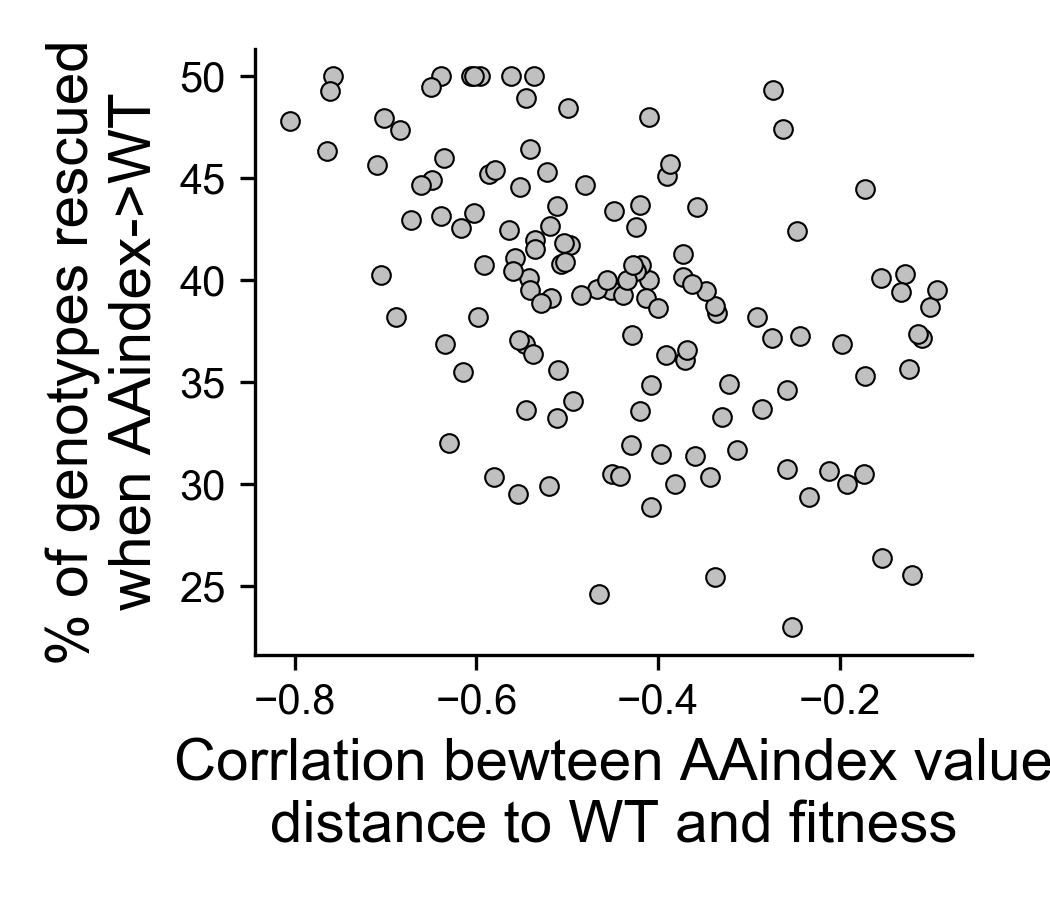 % of genotypes rescued
when AAindex->WT
50
45
40
35
30
25
−0.8
−0.6
−0.4
−0.2
Corrlation bewteen AAindex value
distance to WT and fitness